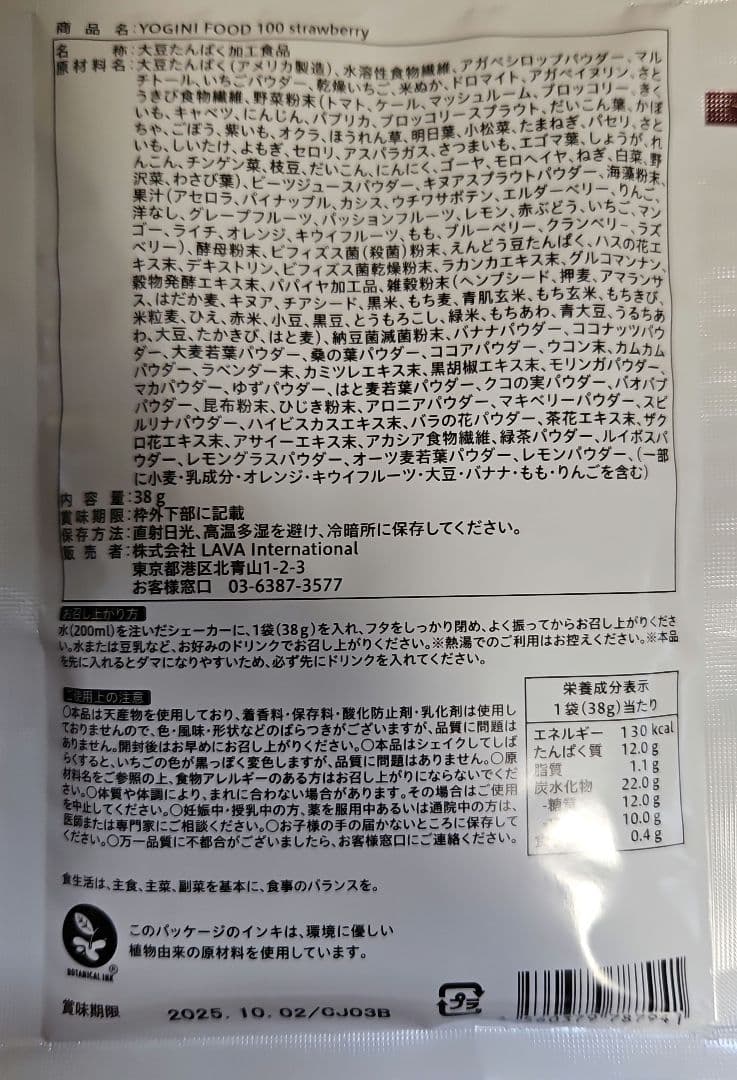 商品名:YOGINI FOOD 100 strawberry
名称:大豆たんぱく加工食品
原材料名:大豆たんぱく(アメリカ製造)、水溶性食物繊維、アガベシロップパウダー、マル
チトール、いちごパウダー、乾燥いちご、米ぬか、ドロマイト、アガベイヌリン、さと
うきび食物繊維、野菜粉末(トマト、ケール、マッシュルーム、ブロッコリー、きく
いも、キャベツ、にんじん、パプリカ、ブロッコリースプラウト、だいこん葉、かぼ
ちゃ、ごぼう、紫いも、オクラ、ほうれん草、明日葉、小松菜、たまねぎ、パセリ、さと
いも、しいたけ、よもぎ、セロリ、アスパラガス、さつまいも、エゴマ葉、しょうが、れ
んこん、チンゲン菜、枝豆、だいこん、にんにく、ゴーヤ、モロヘイヤ、ねぎ、白菜、野
沢菜、わさび葉)、ビーツジュースパウダー、キヌアスプラウトパウダー、海藻粉末、
果汁(アセロラ、パイナップル、カシス、ウチワサボテン、エルダーベリー、りんご、
洋なし、グレープフルーツ、パッションフルーツ、レモン、赤ぶどう、いちご、マン
ゴー、ライチ、オレンジ、キウイフルーツ、もも、ブルーベリー、クランベリー、ラズ
ベリー)、酵母粉末、ビフィズス菌(殺菌)粉末、えんどう豆たんぱく、ハスの花エ
キス末、デキストリン、ビフィズス菌乾燥粉末、ラカンカエキス末、グルコマンナン、
穀物発酵エキス末、パパイヤ加工品、雑穀粉末(ヘンプシード、押麦、アマランサ
ス、はだか麦、キヌア、チアシード、黒米、もち麦、青肌玄米、もち玄米、もちきび、
米粒麦、ひえ、赤米、小豆、黒豆、とうもろこし、緑米、もちあわ、青大豆、うるちあ
わ、大豆、たかきび、はと麦)、納豆菌滅菌粉末、バナナパウダー、ココナッツパウ
ダー、大麦若葉パウダー、桑の葉パウダー、ココアパウダー、ウコン末、カムカム
パウダー、ラベンダー末、カミツレエキス末、黒胡椒エキス末、モリンガパウダー、
マカパウダー、ゆずパウダー、はと麦若葉パウダー、クコの実パウダー、バオバブ
パウダー、昆布粉末、ひじき粉末、アロニアパウダー、マキベリーパウダー、スピ
ルリナパウダー、ハイビスカスエキス末、バラの花パウダー、茶花エキス末、ザク
ロ花エキス末、アサイーエキス末、アカシア食物繊維、緑茶パウダー、ルイボスパ
ウダー、レモングラスパウダー、オーツ麦若葉パウダー、レモンパウダー、(一部
に小麦・乳成分・オレンジ・キウイフルーツ・大豆・バナナ・もも・りんごを含む)
内容量:38g
賞味期限:枠外下部に記載
保存方法:直射日光、高温多湿を避け、冷暗所に保存してください。
販売者:株式会社 LAVA International
東京都港区北青山1-2-3
お客様窓口 03-6387-3577
お召し上がり方
水(200ml)を注いだシェーカーに、1袋(38g)を入れ、フタをしっかり閉め、よく振ってからお召し上がりくださ
い。水または豆乳など、お好みのドリンクでお召し上がりください。※熱湯でのご利用はお控えください。※本品
を先に入れるとダマになりやすいため、必ず先にドリンクを入れてください。
ご使用上の注意
○本品は天産物を使用しており、着香料・保存料・酸化防止剤・乳化剤は使用し
ておりませんので、色・風味・形状などのばらつきがございますが、品質に問題は
ありません。開封後はお早めにお召し上がりください。○本品はシェイクしてしば
らくすると、いちごの色が黒っぽく変色しますが、品質に問題はありません。○原
材料名をご参照の上、食物アレルギーのある方はお召し上がりにならないでくだ
さい。○体質や体調により、まれに合わない場合があります。その場合はご使用
を中止してください。○妊娠中・授乳中の方、薬を服用中あるいは通院中の方は、
医師または専門家にご相談ください。○お子様の手の届かないところに保存して
ください。○万一品質に不都合がございましたら、お客様窓口にご連絡ください。
栄養成分表示
1袋(38g)当たり
エネルギー 130 kcal
たんぱく質 12.0 g
脂質 1.1 g
炭水化物 22.0 g
-糖質 12.0 g
10.0 g
0.4 g
食生活は、主食、主菜、副菜を基本に、食事のバランスを。
このパッケージのインキは、環境に優しい
植物由来の原材料を使用しています。
BOTANICAL INK®
賞味期限 2025.10.02/CJ03B
プラ